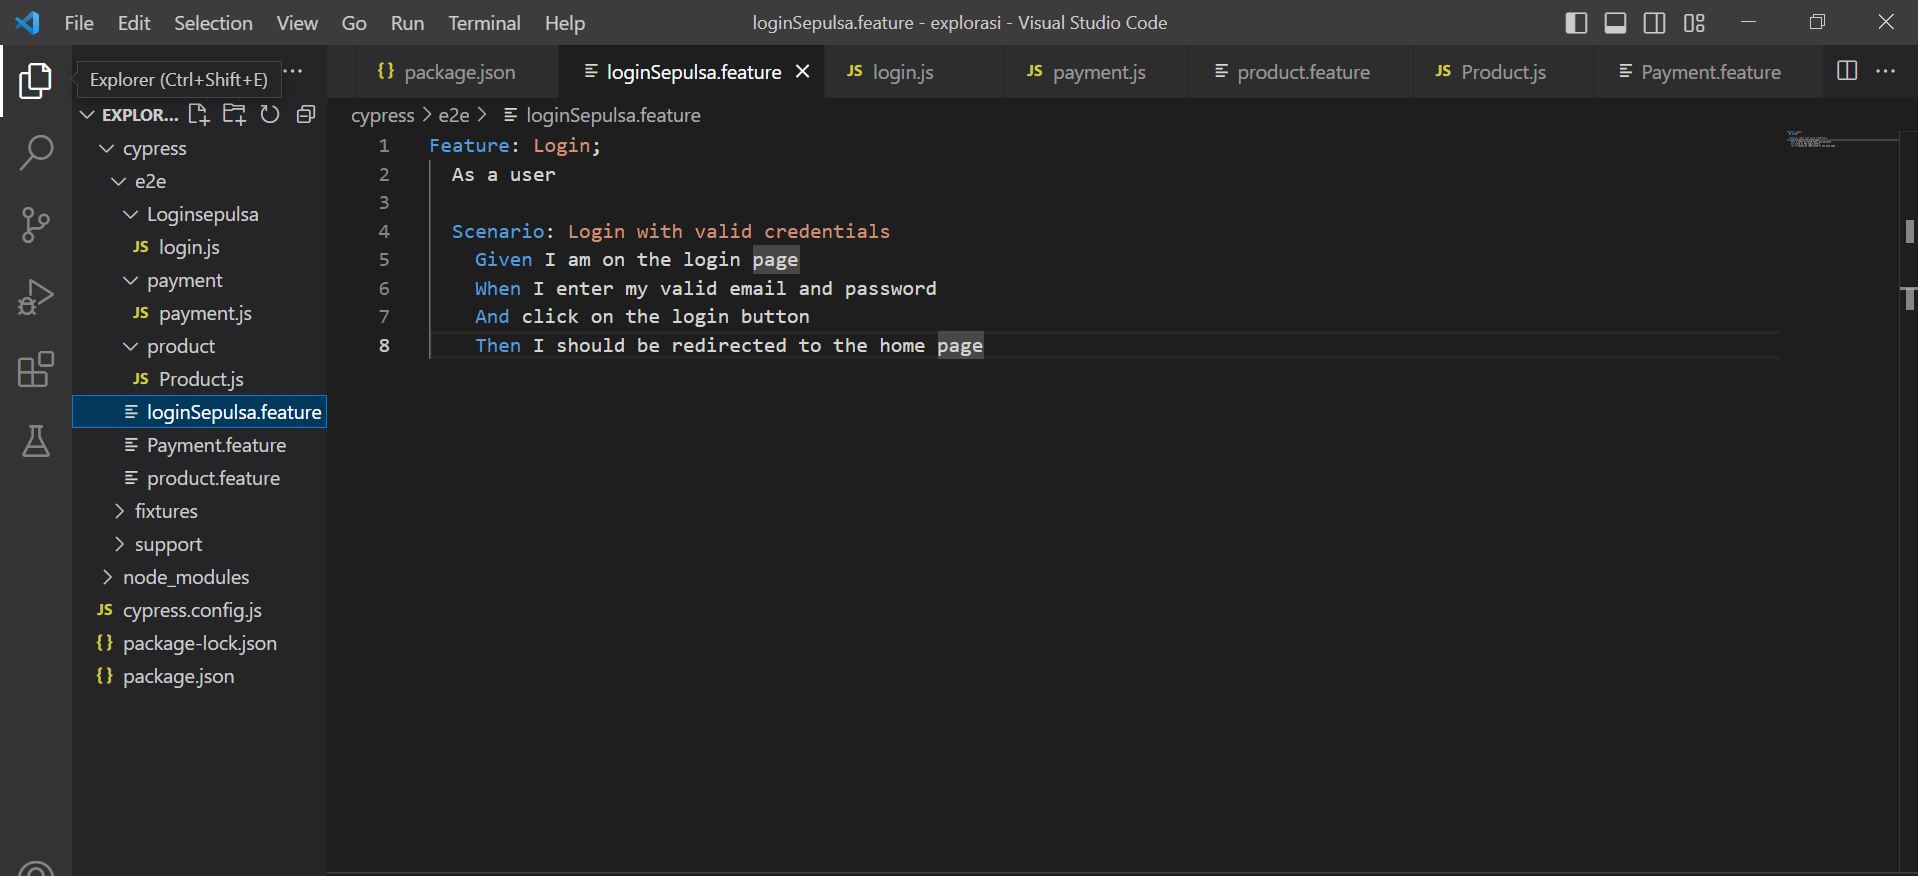 File Edit Selection View Go Run Terminal Help loginSepulsa.feature - explorasi - Visual Studio Code
Explorer (Ctrl+Shift+E) ···
{} package.json loginSepulsa.feature JS login.js JS payment.js product.feature JS Product.js Payment.feature
EXPLOR...
cypress > e2e > loginSepulsa.feature
cypress
e2e
Loginsepulsa
JS login.js
payment
JS payment.js
product
JS Product.js
loginSepulsa.feature
Payment.feature
product.feature
fixtures
support
node_modules
JS cypress.config.js
{} package-lock.json
{} package.json
1 Feature: Login;
2 As a user
3
4 Scenario: Login with valid credentials
5 Given I am on the login page
6 When I enter my valid email and password
7 And click on the login button
8 Then I should be redirected to the home page